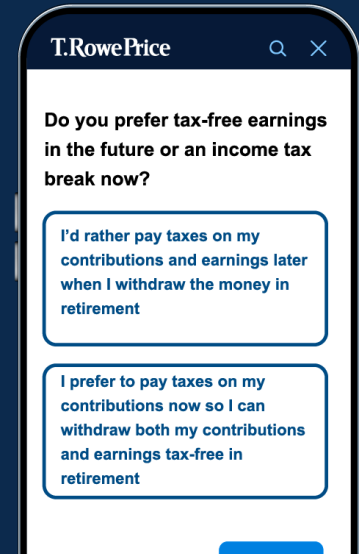 T.RowePrice
Do you prefer tax-free earnings
in the future or an income tax
break now?
I'd rather pay taxes on my
contributions and earnings later
when I withdraw the money in
retirement
I prefer to pay taxes on my
contributions now so I can
withdraw both my contributions
and earnings tax-free in
retirement